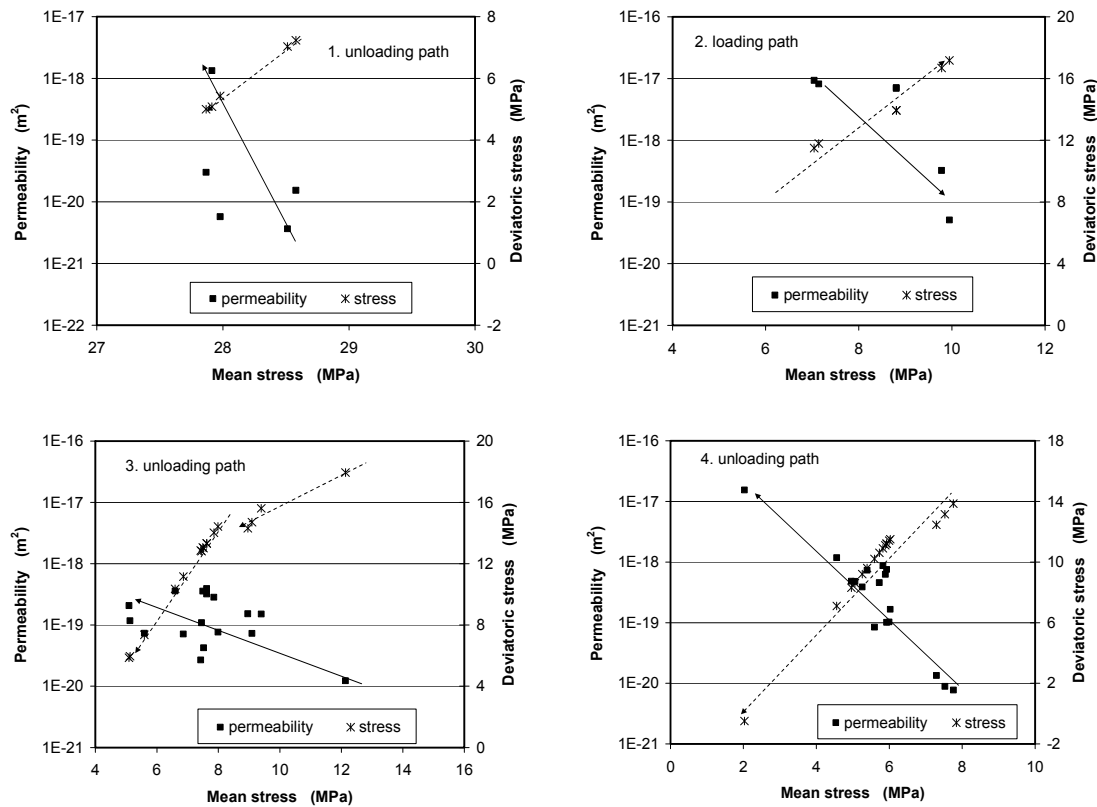 1. unloading path
1E-17
1E-18
1E-19
1E-20
1E-21
1E-22
Permeability (m2)
8
6
4
2
0
-2
Deviatoric stress (MPa)
27
28
29
30
Mean stress (MPa)
permeability
stress
2. loading path
1E-16
1E-17
1E-18
1E-19
1E-20
1E-21
Permeability (m2)
20
16
12
8
4
0
Deviatoric stress (MPa)
4
6
8
10
12
Mean stress (MPa)
permeability
stress
3. unloading path
1E-16
1E-17
1E-18
1E-19
1E-20
1E-21
Permeability (m2)
20
16
12
8
4
0
Deviatoric stress (MPa)
4
6
8
10
12
14
16
Mean stress (MPa)
permeability
stress
4. unloading path
1E-16
1E-17
1E-18
1E-19
1E-20
1E-21
Permeability (m2)
18
14
10
6
2
-2
Deviatoric stress (MPa)
0
2
4
6
8
10
Mean stress (MPa)
permeability
stress